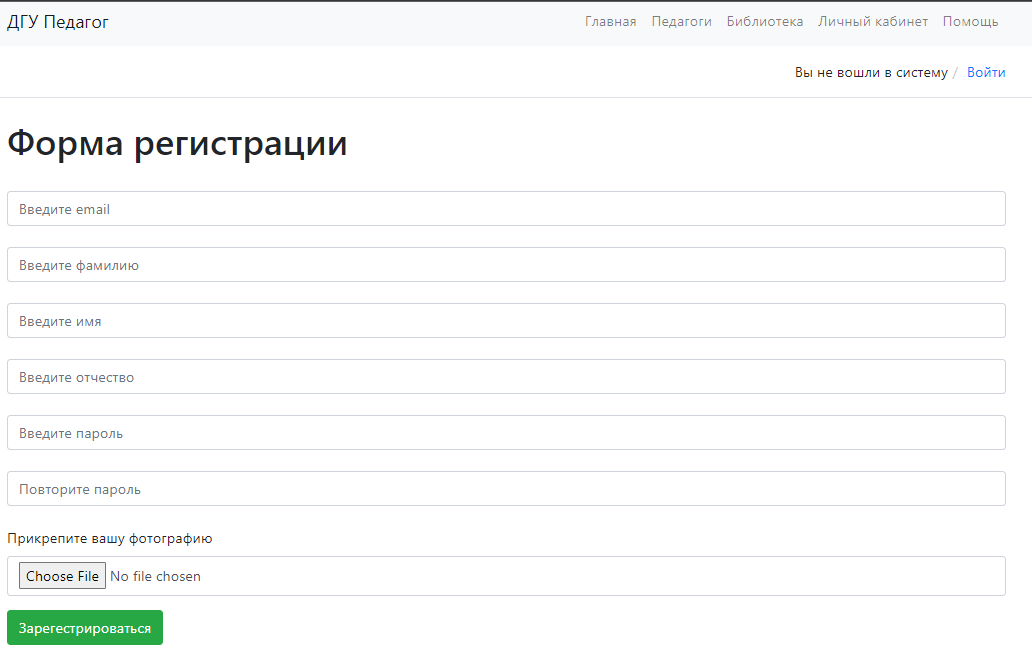 ДГУ Педагог Главная Педагоги Библиотека Личный кабинет Помощь
Вы не вошли в систему / Войти
Форма регистрации
Введите email
Введите фамилию
Введите имя
Введите отчество
Введите пароль
Повторите пароль
Прикрепите вашу фотографию
Choose File No file chosen
Зарегестрироваться